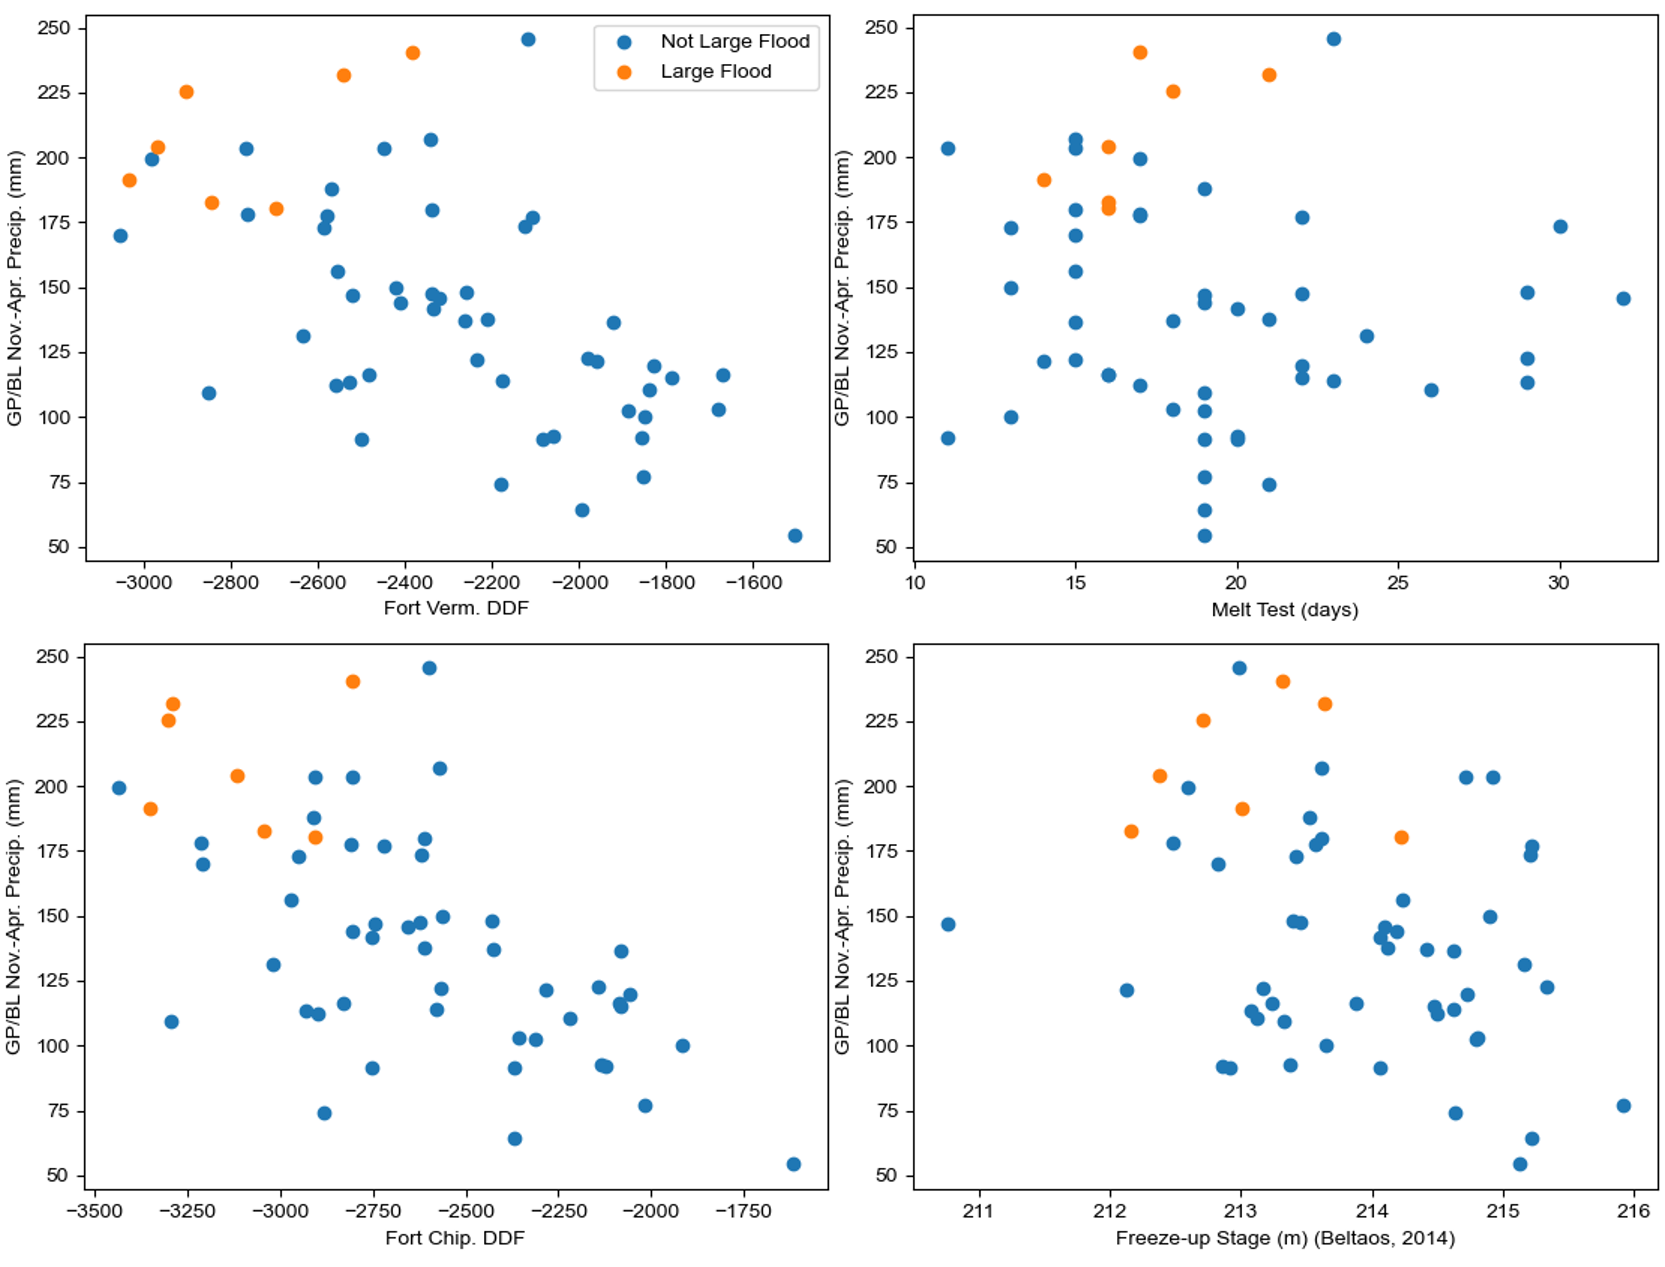 250
225
200
175
150
125
100
75
50
GP/BL Nov.-Apr. Precip. (mm)
Not Large Flood
Large Flood
−3000 −2800 −2600 −2400 −2200 −2000 −1800 −1600
Fort Verm. DDF
250
225
200
175
150
125
100
75
50
GP/BL Nov.-Apr. Precip. (mm)
10 15 20 25 30
Melt Test (days)
250
225
200
175
150
125
100
75
50
GP/BL Nov.-Apr. Precip. (mm)
−3500 −3250 −3000 −2750 −2500 −2250 −2000 −1750
Fort Chip. DDF
250
225
200
175
150
125
100
75
50
GP/BL Nov.-Apr. Precip. (mm)
211 212 213 214 215 216
Freeze-up Stage (m) (Beltaos, 2014)